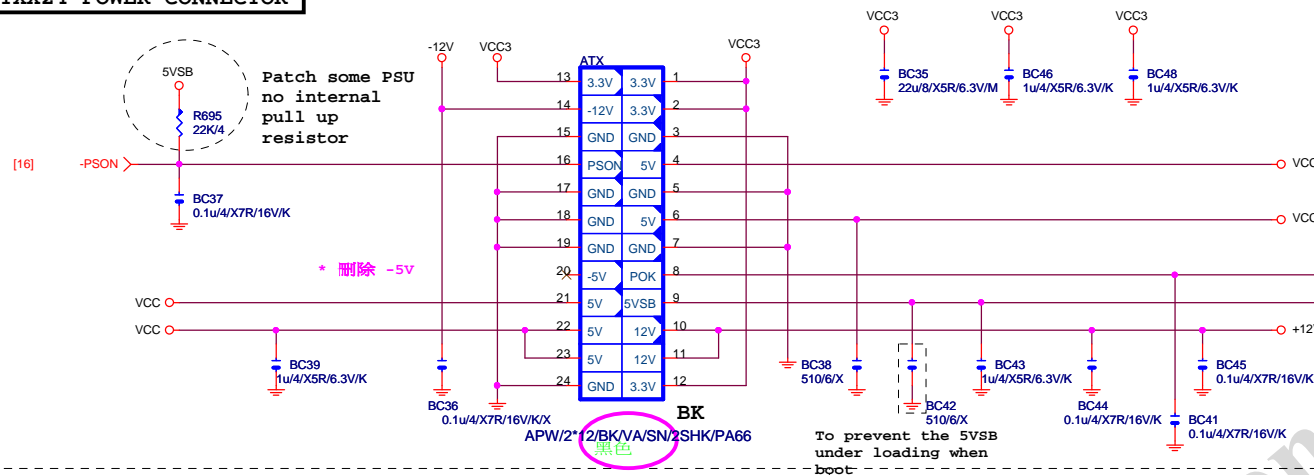 POWER CONNECTOR
VCC3
VCC3
VCC3
-12V
VCC3
VCC3
ATX
5VSB
Patch some PSU
no internal
pull up
resistor
R695
22K/4
BC35
22u/8/X5R/6.3V/M
BC46
1u/4/X5R/6.3V/K
BC48
1u/4/X5R/6.3V/K
13 3.3V 3.3V 1
14 -12V 3.3V 2
15 GND GND 3
[16] -PSON 16 PSON 5V 4
17 GND GND 5
18 GND 5V 6
19 GND GND 7
20 -5V POK 8
VCC 21 5V 5VSB 9
VCC 22 5V 12V 10
23 5V 12V 11
24 GND 3.3V 12
BC37
0.1u/4/X7R/16V/K
* 刪除 -5V
+12
BC39
1u/4/X5R/6.3V/K
BC36
0.1u/4/X7R/16V/K/X
BC38
510/6/X
BC42
510/6/X
BC43
1u/4/X5R/6.3V/K
BC44
0.1u/4/X7R/16V/K
BC45
0.1u/4/X7R/16V/K
BC41
0.1u/4/X7R/16V/K
BK
APW/2*12/BK/VA/SN/2SHK/PA66
黑色
To prevent the 5VSB
under loading when
boot